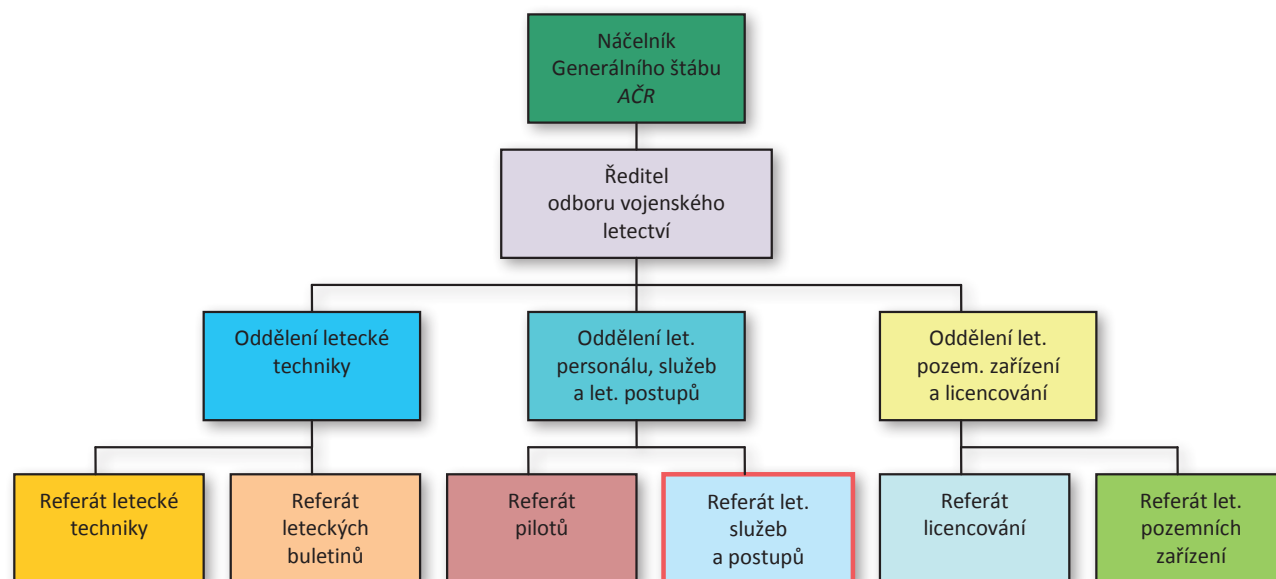 Náčelník
Generálního štábu
AČR
Ředitel
odboru vojenského
letectví
Oddělení letecké
techniky
Oddělení let.
personálu, služeb
a let. postupů
Oddělení let.
pozem. zařízení
a licencování
Referát letecké
techniky
Referát
leteckých
buletinů
Referát
pilotů
Referát let.
služeb
a postupů
Referát
licencování
Referát let.
pozemních
zařízení